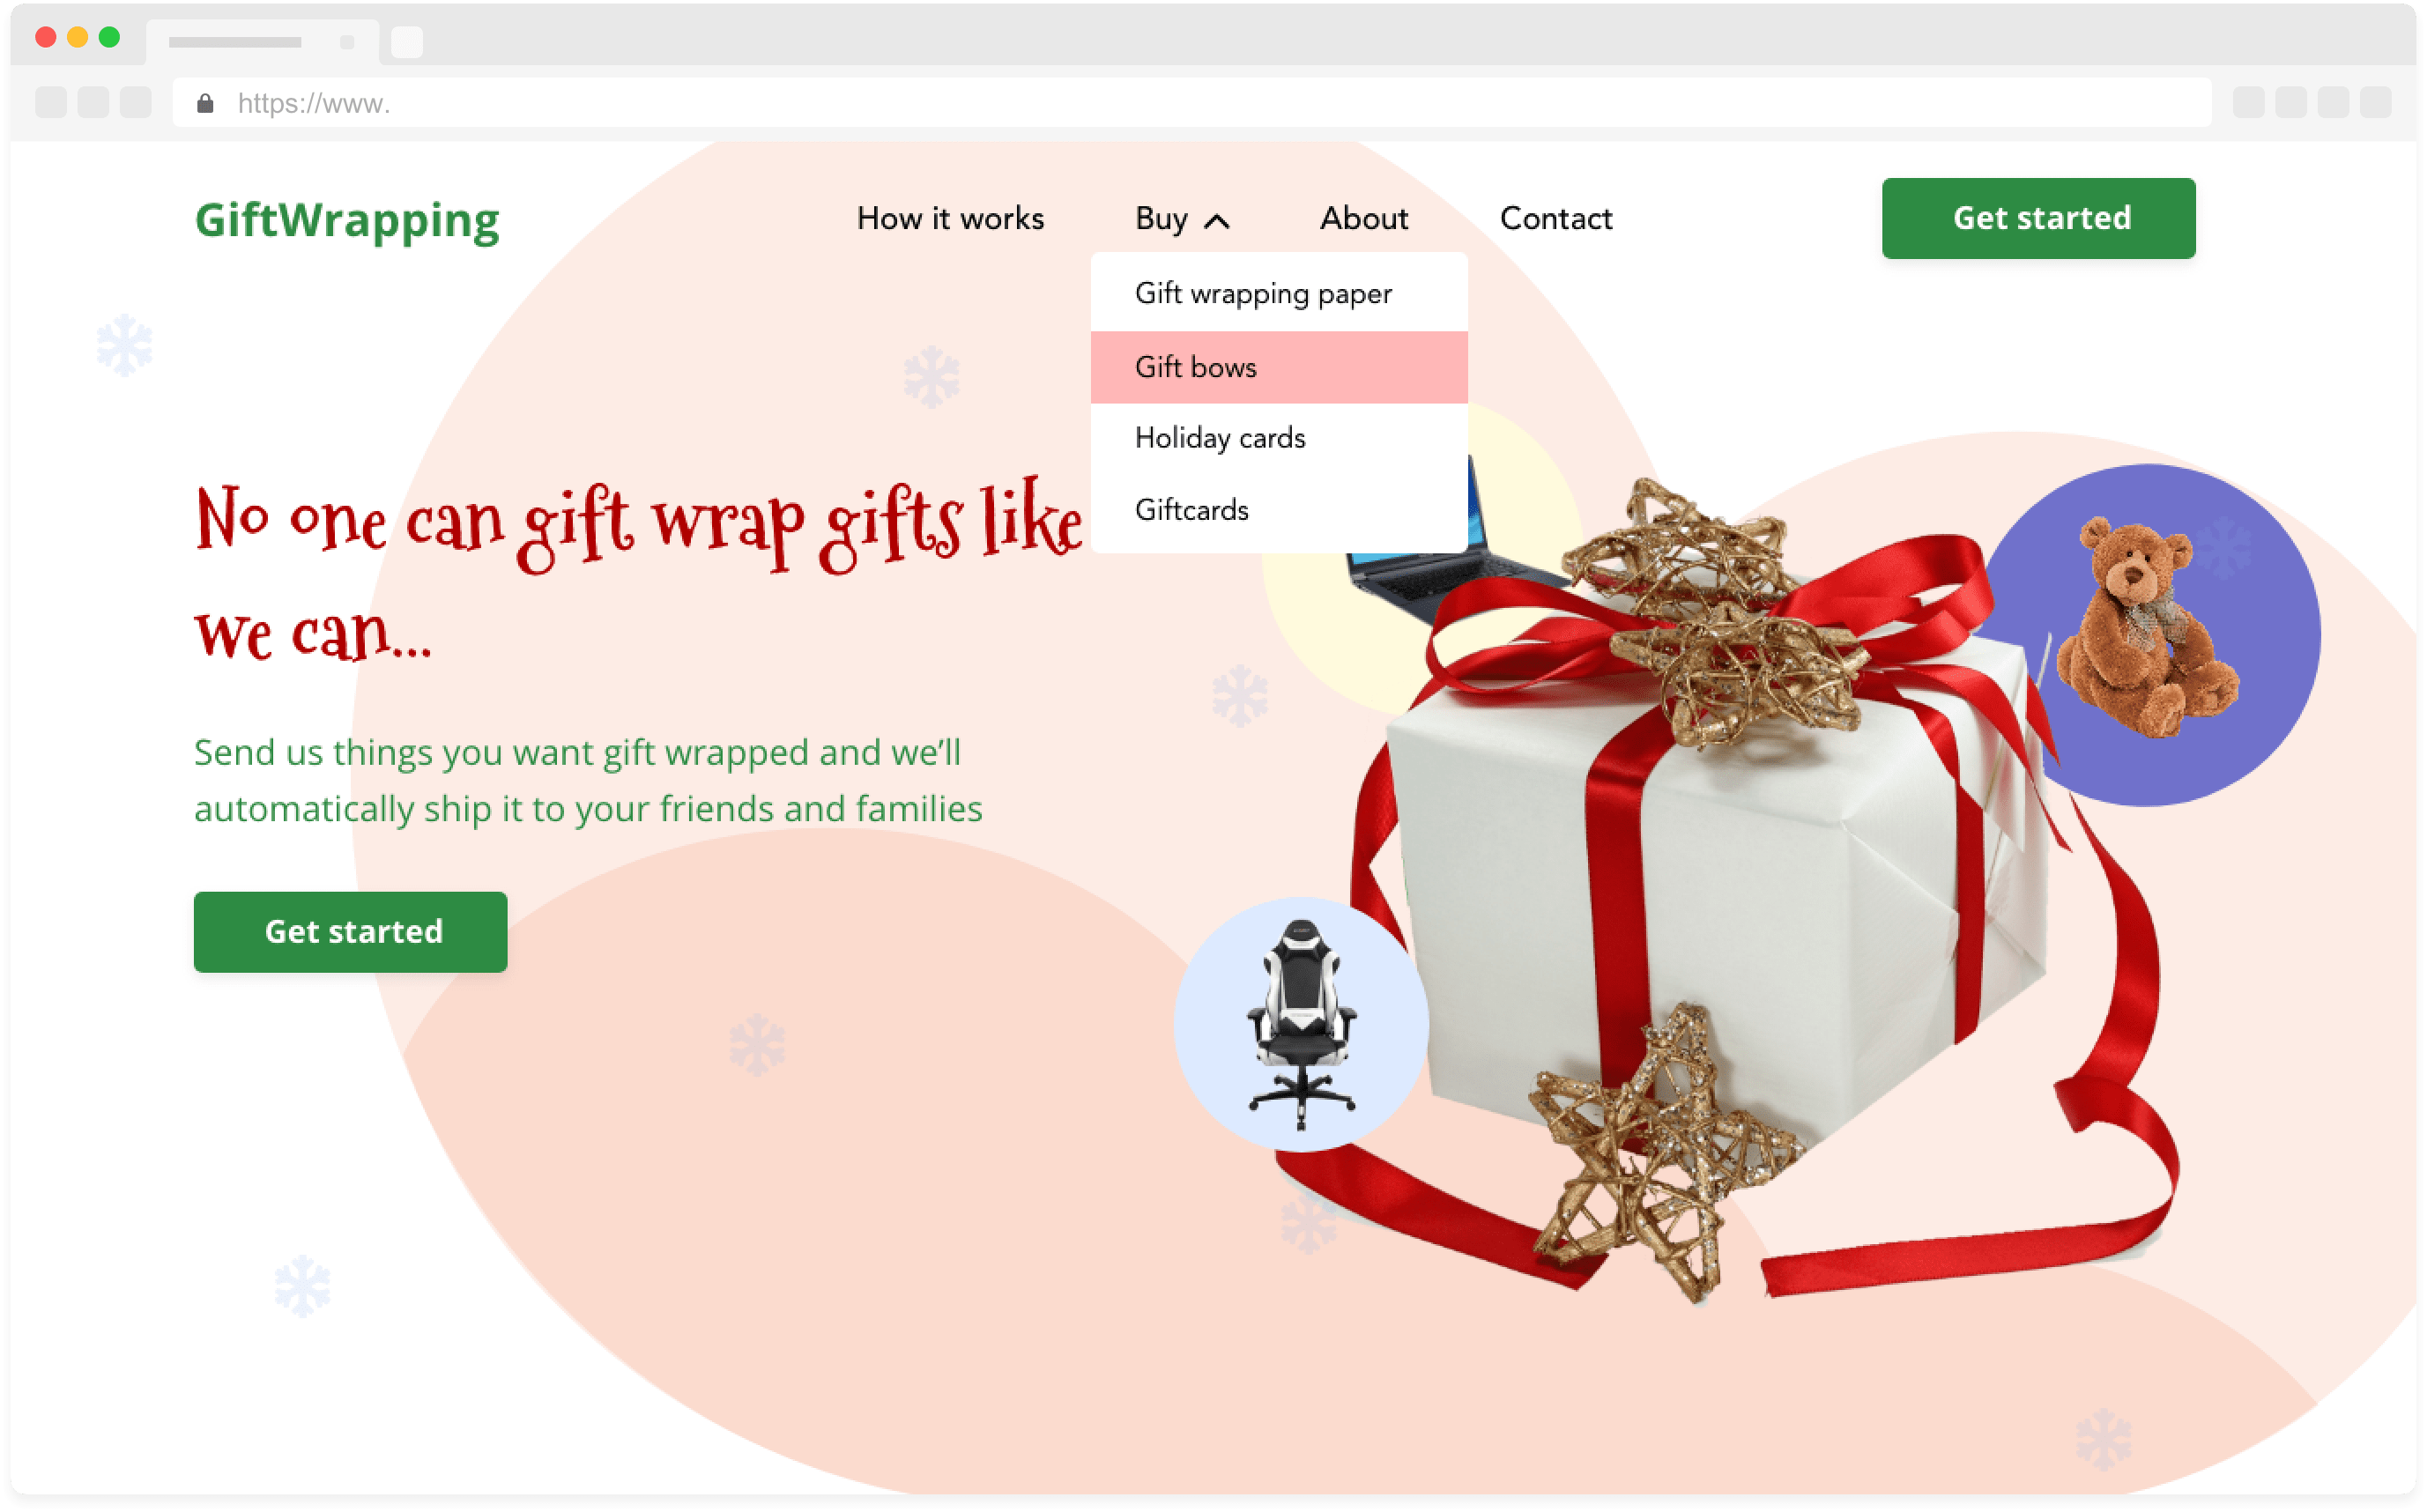 https://www.
GiftWrapping
How it works
Buy
About
Contact
Get started
Gift wrapping paper
Gift bows
Holiday cards
Giftcards
No one can gift wrap gifts like
we can...
Send us things you want gift wrapped and we’ll
automatically ship it to your friends and families
Get started